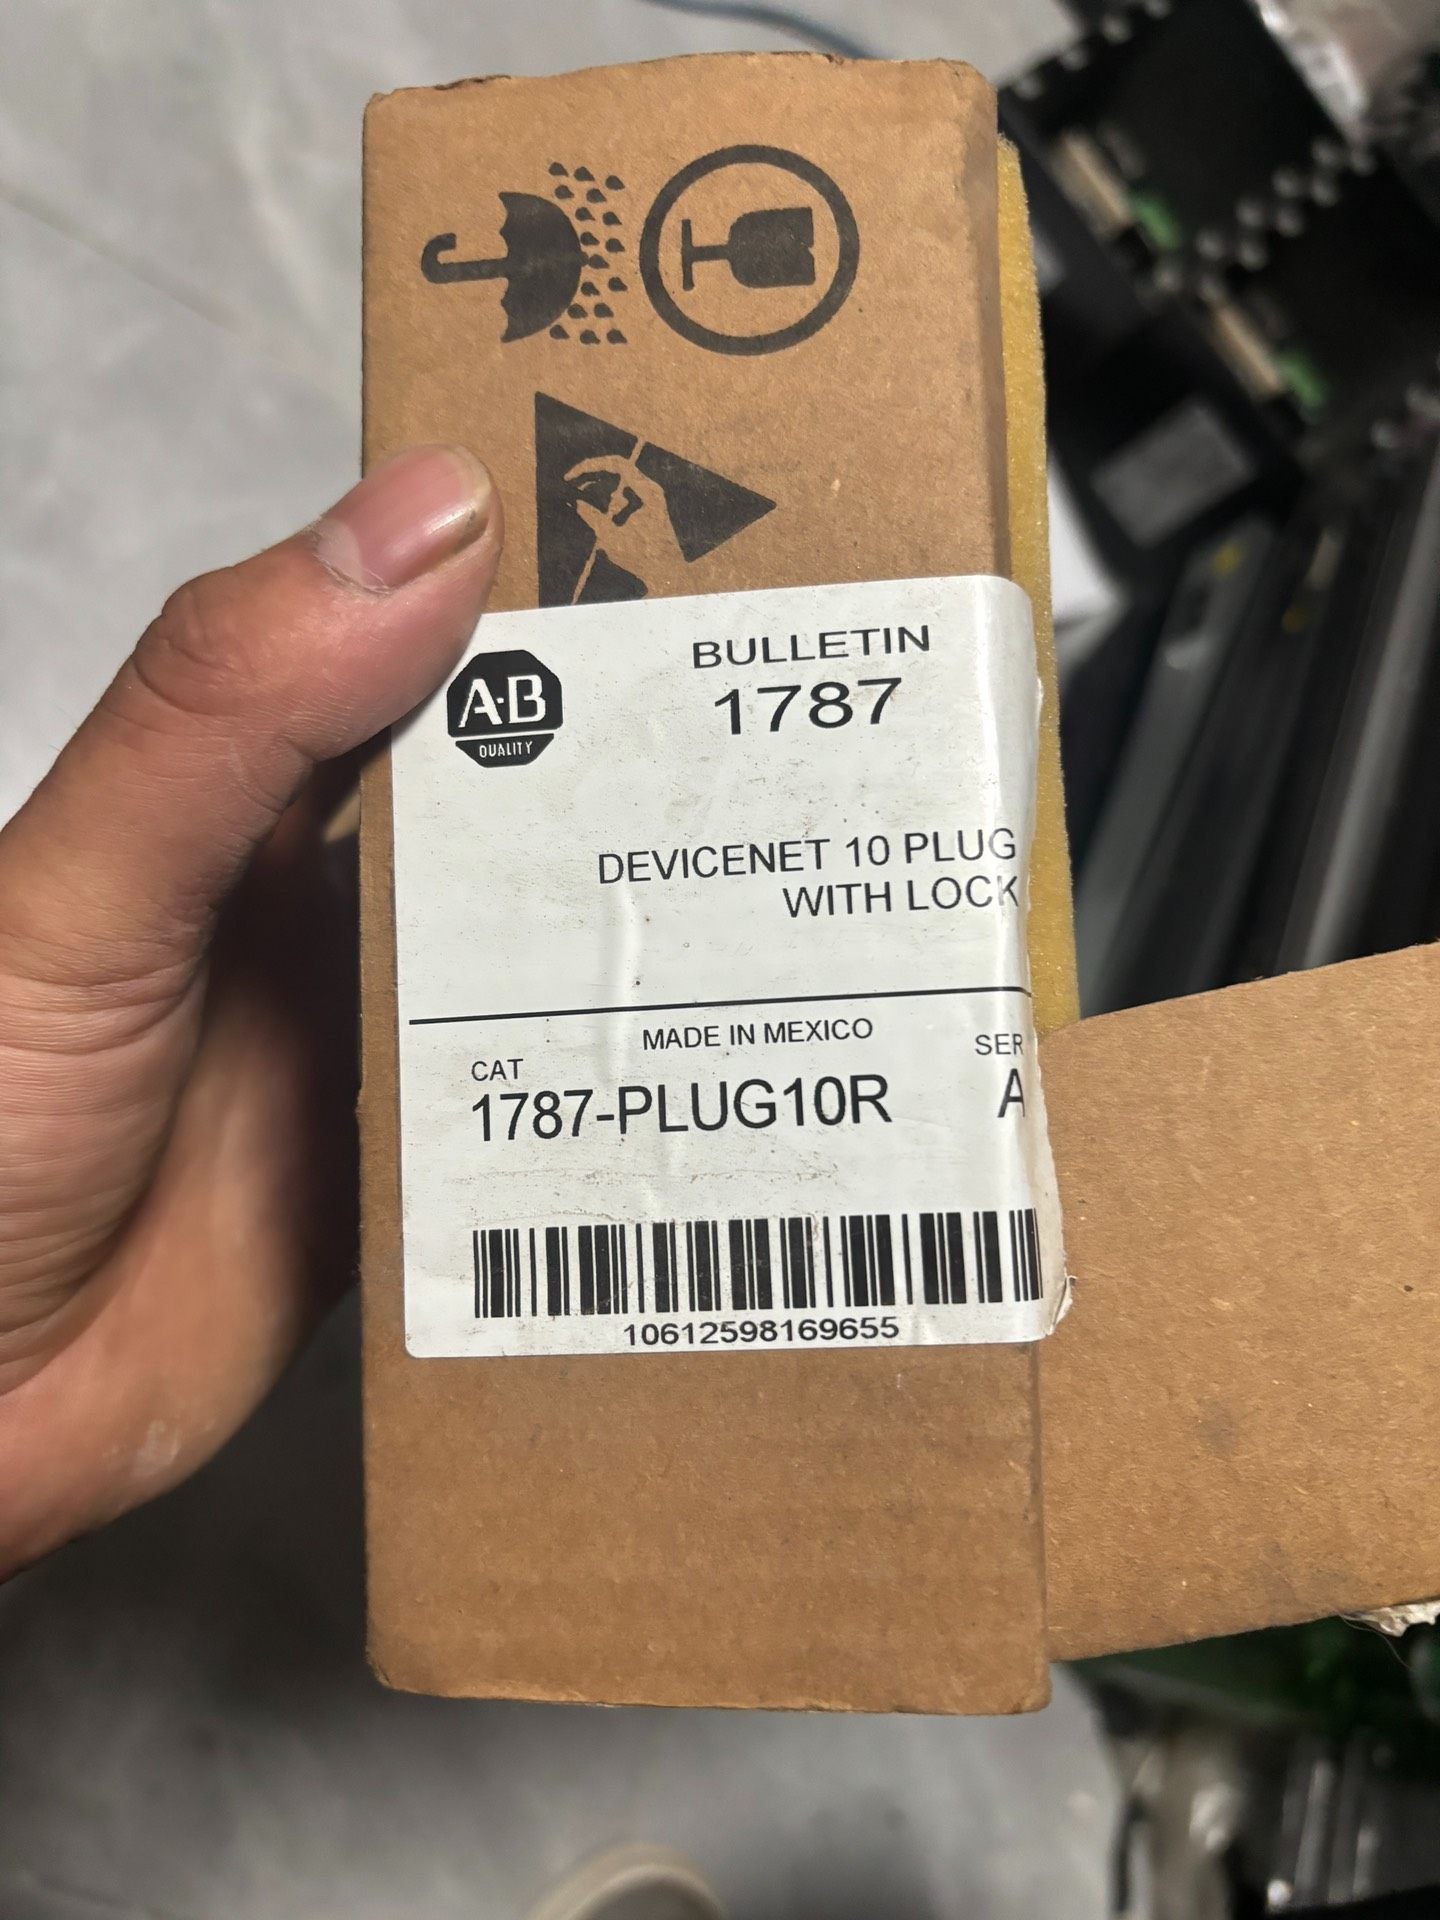 A-B
QUALITY
BULLETIN
1787
DEVICENET 10 PLUG
WITH LOCK
MADE IN MEXICO
CAT
SER
1787-PLUG10R
A
10612598169655